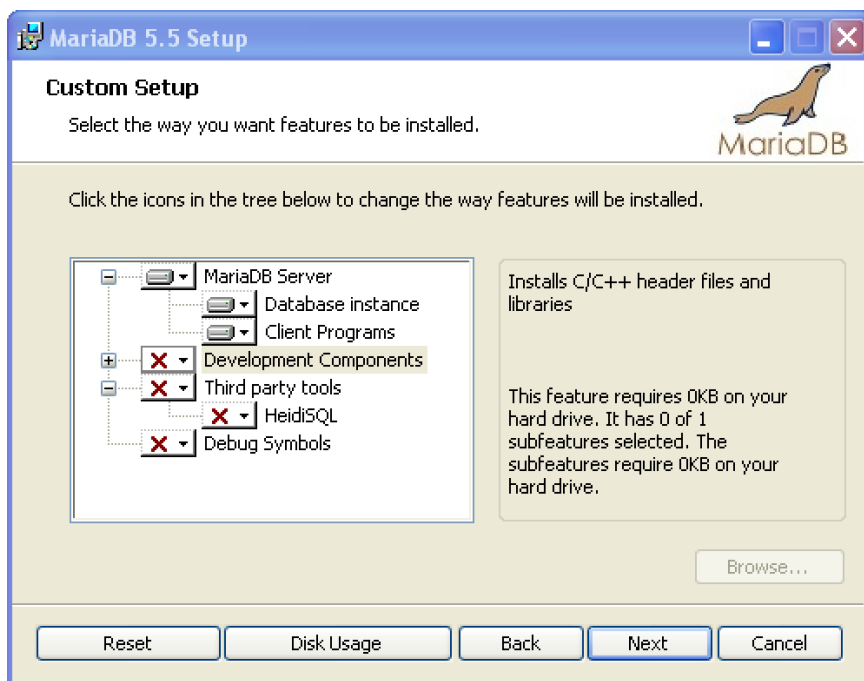 MariaDB 5.5 Setup
Custom Setup
Select the way you want features to be installed.
MariaDB
Click the icons in the tree below to change the way features will be installed.
MariaDB Server
Database instance
Client Programs
Development Components
Third party tools
HeidiSQL
Debug Symbols
Installs C/C++ header files and
libraries
This feature requires 0KB on your
hard drive. It has 0 of 1
subfeatures selected. The
subfeatures require 0KB on your
hard drive.
Browse...
Reset
Disk Usage
Back
Next
Cancel